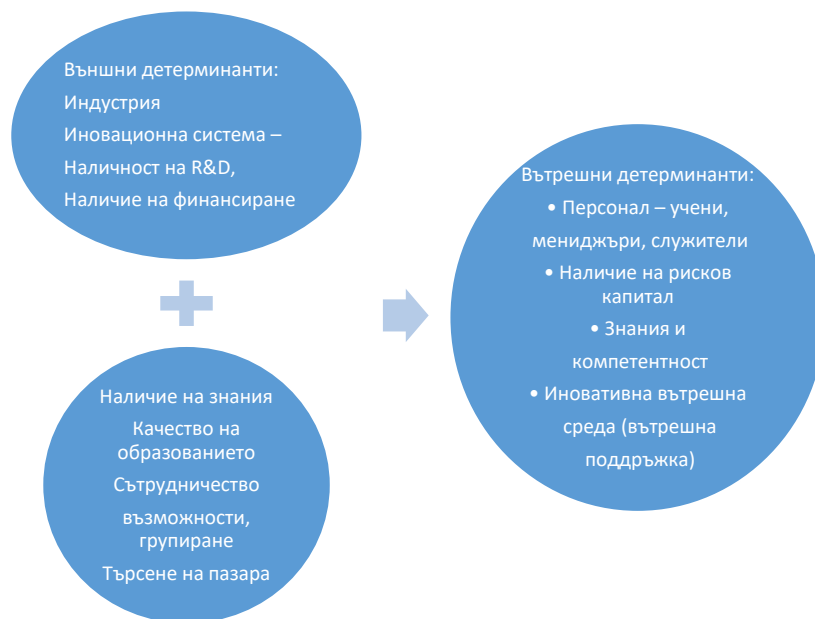 Външни детерминанти:
Индустрия
Иновационна система –
Наличност на R&D,
Наличие на финансиране
Наличие на знания
Качество на
образованието
Сътрудничество
възможности,
групиране
Търсене на пазара
Вътрешни детерминанти:
• Персонал – учени,
мениджъри, служители
• Наличие на рисков
капитал
• Знания и
компетентност
• Иновативна вътрешна
среда (вътрешна
поддръжка)